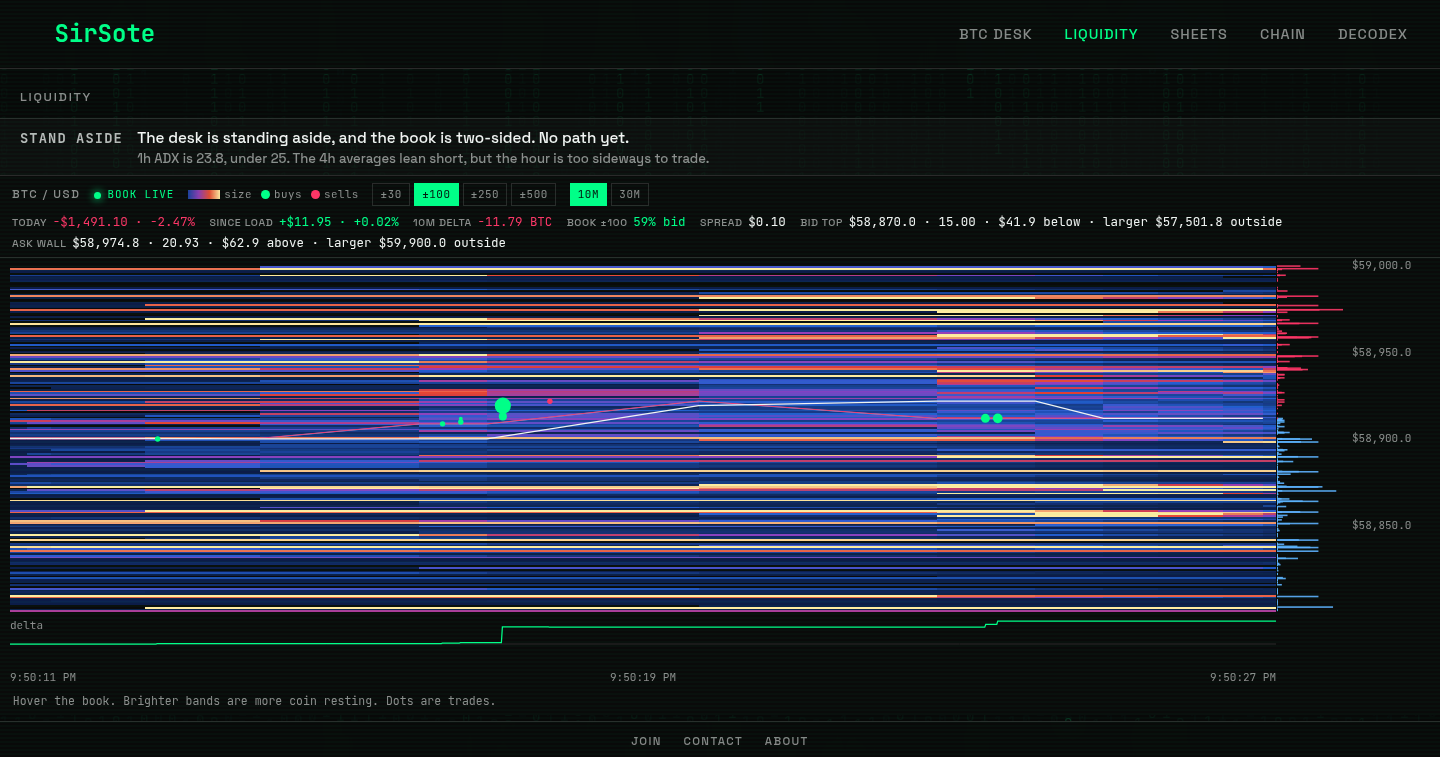 SirSote
BTC DESK LIQUIDITY SHEETS CHAIN DECODEX
LIQUIDITY
STAND ASIDE The desk is standing aside, and the book is two-sided. No path yet.
1h ADX is 23.8, under 25. The 4h averages lean short, but the hour is too sideways to trade.
BTC / USD BOOK LIVE size buys sells ±30 ±100 ±250 ±500 10M 30M
TODAY -$1,491.10 · -2.47% SINCE LOAD +$11.95 · +0.02% 10M DELTA -11.79 BTC BOOK ±100 59% bid SPREAD $0.10 BID TOP $58,870.0 · 15.00 · $41.9 below · larger $57,501.8 outside
ASK WALL $58,974.8 · 20.93 · $62.9 above · larger $59,900.0 outside
$59,000.0
$58,950.0
$58,900.0
$58,850.0
delta
9:50:11 PM 9:50:19 PM 9:50:27 PM
Hover the book. Brighter bands are more coin resting. Dots are trades.
JOIN CONTACT ABOUT